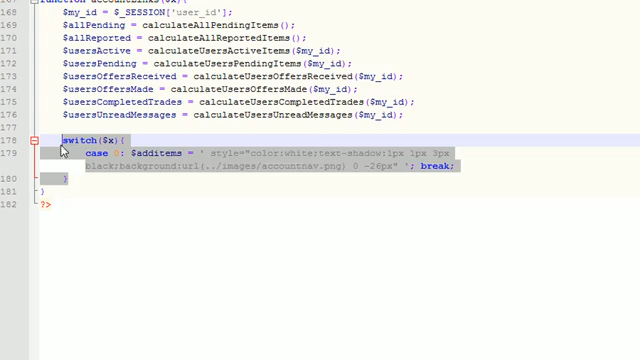 167 function accountLinks($x){
168 $my_id = $_SESSION['user_id'];
169 $allPending = calculateAllPendingItems();
170 $allReported = calculateAllReportedItems();
171 $usersActive = calculateUsersActiveItems($my_id);
172 $usersPending = calculateUsersPendingItems($my_id);
173 $usersOffersReceived = calculateUsersOffersReceived($my_id);
174 $usersOffersMade = calculateUsersOffersMade($my_id);
175 $usersCompletedTrades = calculateUsersCompletedTrades($my_id);
176 $usersUnreadMessages = calculateUsersUnreadMessages($my_id);
177
178 switch($x){
179 case 0: $additems = ' style="color:white;text-shadow:1px 1px 3px
black;background:url(../images/accountnav.png) 0 -26px" '; break;
180 }
181 }
182 ?>